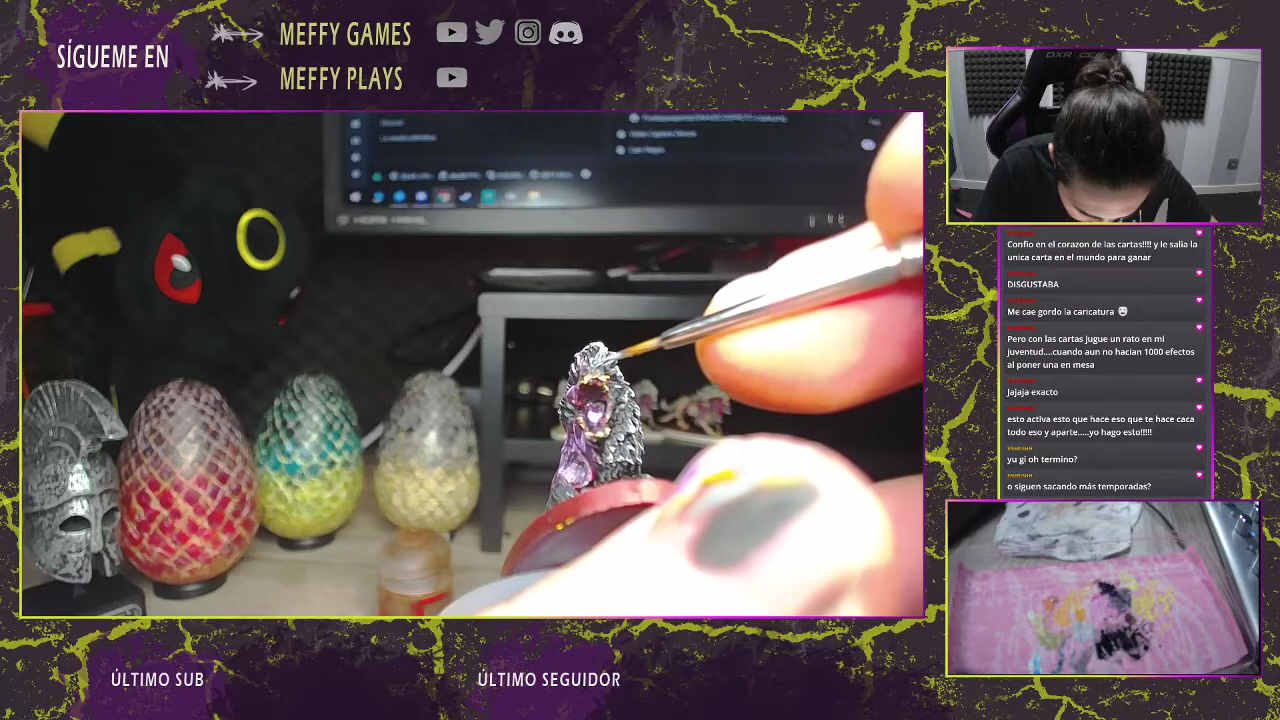 SÍGUEME EN
MEFFY GAMES
MEFFY PLAYS
DXR
Confio en el corazon de las cartas!!!! y le salia la
unica carta en el mundo para ganar
DISGUSTABA
Me cae gordo la caricatura
Pero con las cartas jugue un rato en mi
juventud....cuando aun no hacian 1000 efectos
al poner una en mesa
Jajaja exacto
esto activa esto que hace eso que te hace caca
todo eso y aparte.....yo hago esto!!!!!
yu gi oh termino?
o siguen sacando más temporadas?
ÚLTIMO SUB
ÚLTIMO SEGUIDOR